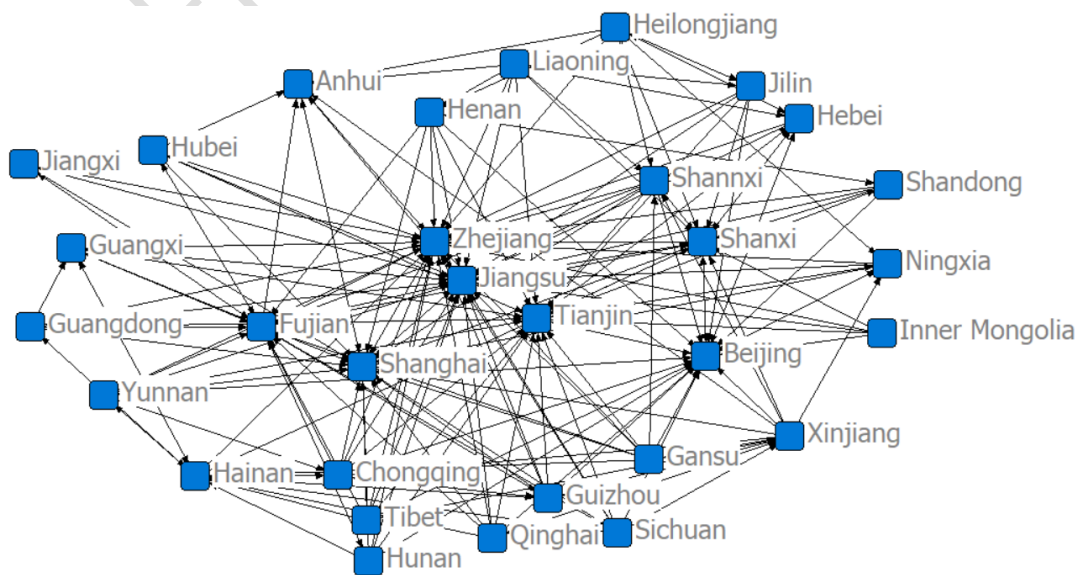 Heilongjiang
Liaoning
Anhui
Jilin
Henan
Hebei
Hubei
Jiangxi
Shannxi
Shandong
Zhejiang
Shanxi
Guangxi
Ningxia
Jiangsu
Tianjin
Guangdong
Fujian
Inner Mongolia
Beijing
Shanghai
Yunnan
Xinjiang
Gansu
Hainan
Chongqing
Guizhou
Tibet
Qinghai
Sichuan
Hunan